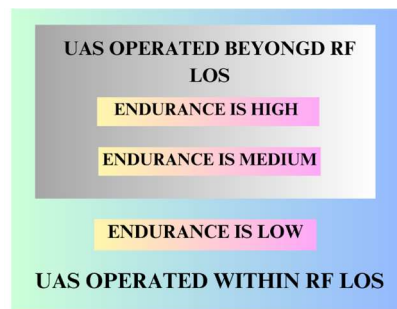 UAS OPERATED BEYONGD RF
LOS
ENDURANCE IS HIGH
ENDURANCE IS MEDIUM
ENDURANCE IS LOW
UAS OPERATED WITHIN RF LOS